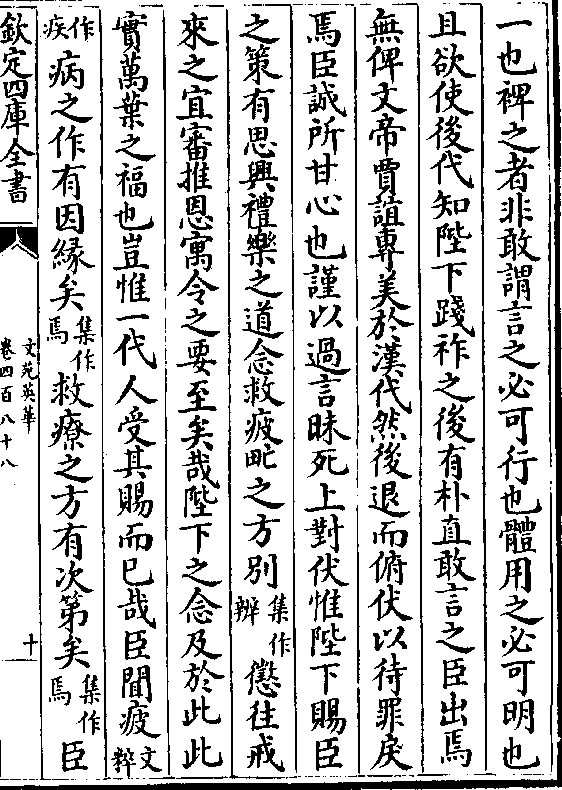 一也裨之者非敢謂言之必可行也體用之必可明也
且欲使後代知陛下踐祚之後有朴直敢言之臣出焉
無俾文帝賈誼專美於漢代然後退而俯伏以待罪戾
焉臣誠所甘心也謹以過言昧死上對伏惟陛下賜臣
之策有思興禮樂之道念救疲甿之方別集作辨懲往戒
來之宜審推恩寓令之要至矣哉陛下之念及於此此
實萬葉之福也豈惟一代人受其賜而已哉臣聞疲文粹
作疾病之作有因緣矣集作焉救療之方有次第矣集作焉臣
欽定四庫全書
文苑英華
卷四百八十八
十